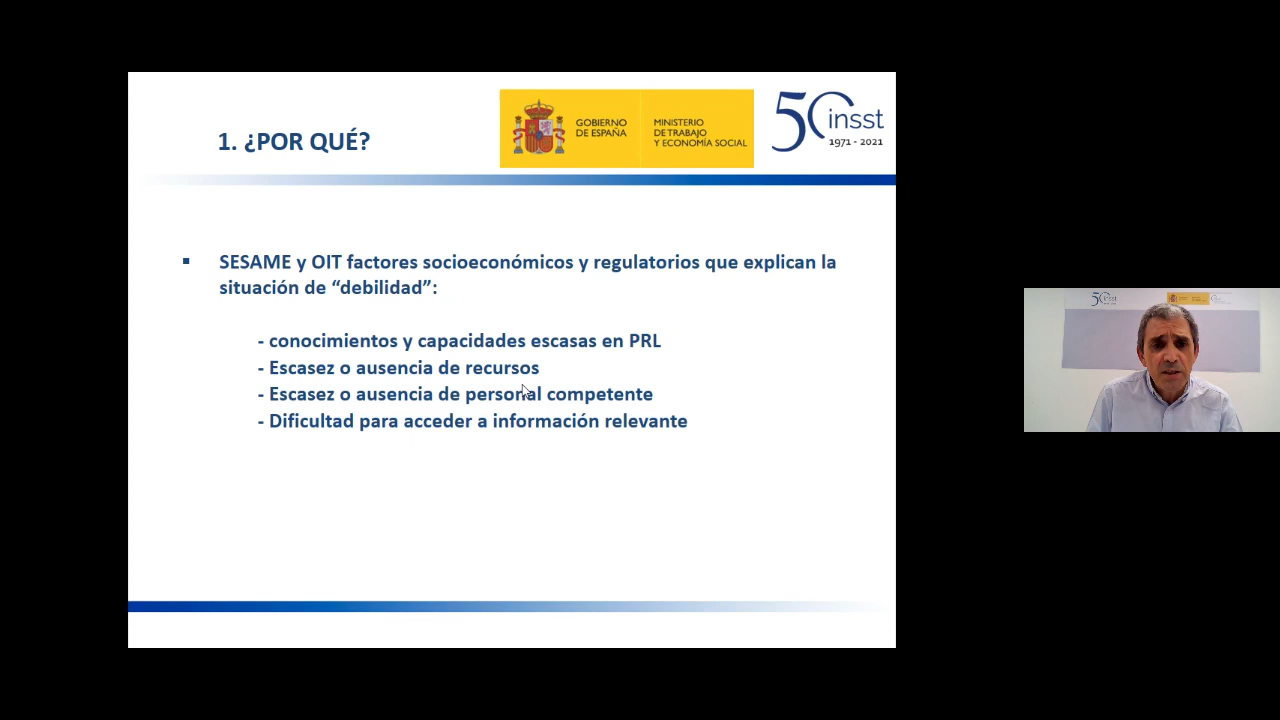 1. ¿POR QUÉ?
GOBIERNO
DE ESPAÑA
MINISTERIO
DE TRABAJO
Y ECONOMÍA SOCIAL
50 insst
1971 - 2021
▪ SESAME y OIT factores socioeconómicos y regulatorios que explican la
situación de “debilidad”:
- conocimientos y capacidades escasas en PRL
- Escasez o ausencia de recursos
- Escasez o ausencia de personal competente
- Dificultad para acceder a información relevante